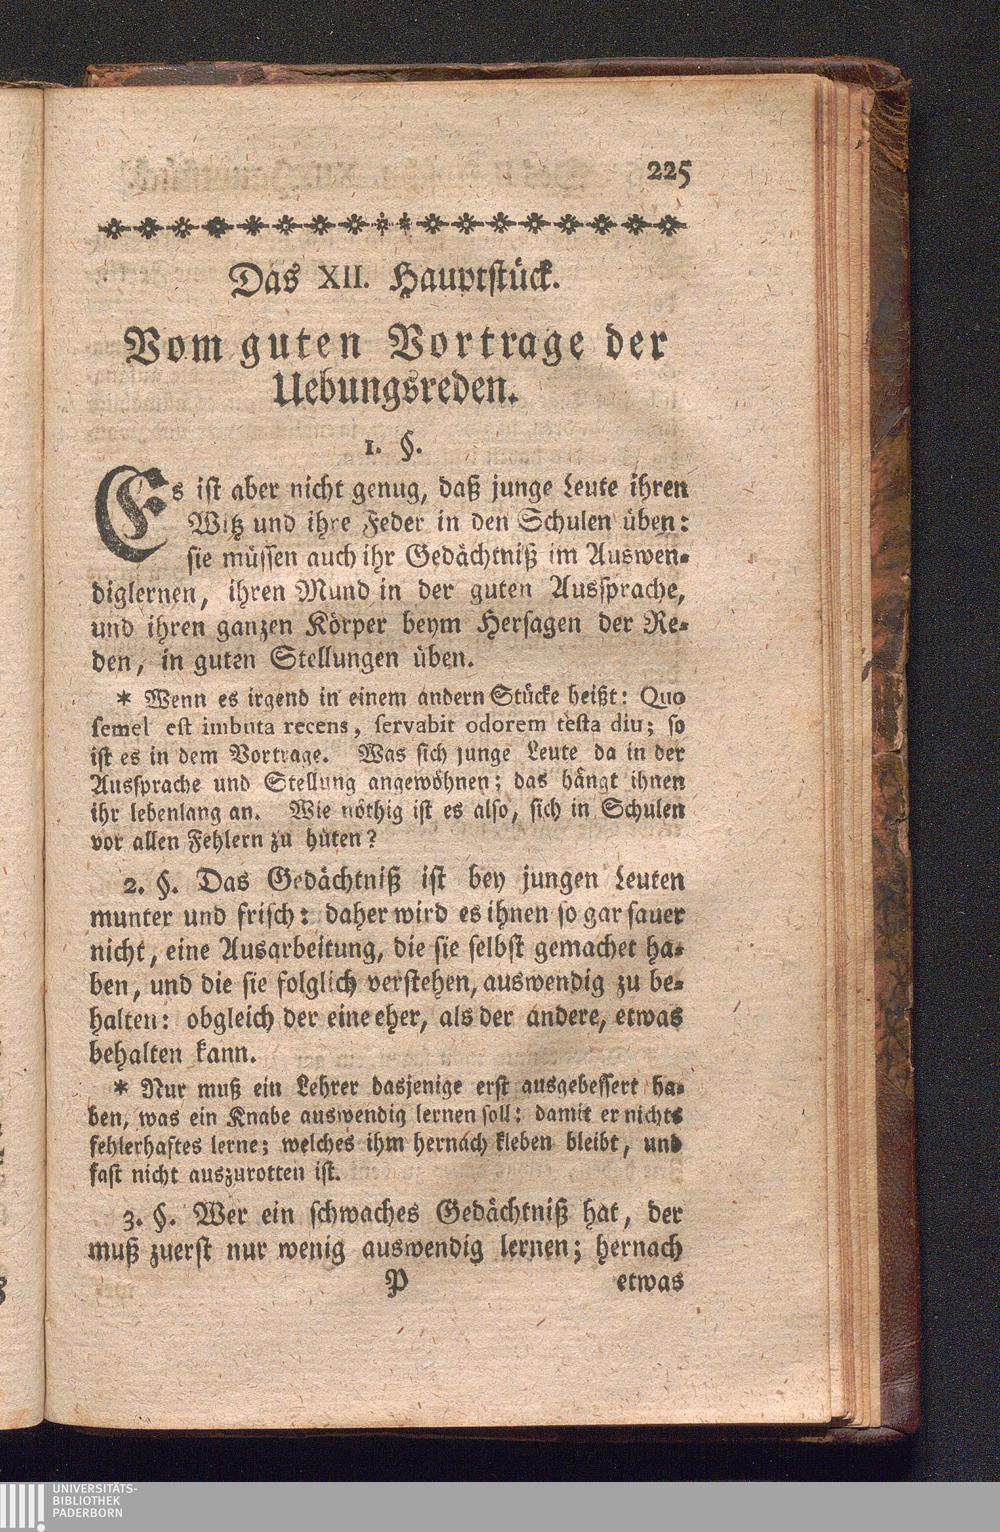 225
Das XII. Hauptstück.
Vom guten Vortrage der
Uebungsreden.
1. §.
Es ist aber nicht genug, daß junge Leute ihren
Witz und ihre Feder in den Schulen üben:
sie müssen auch ihr Gedächtniß im Auswen-
diglernen, ihren Mund in der guten Aussprache,
und ihren ganzen Körper beym Hersagen der Re-
den, in guten Stellungen üben.
* Wenn es irgend in einem andern Stücke heißt: Quo
semel est imbuta recens, servabit odorem testa diu; so
ist es in dem Vortrage. Was sich junge Leute da in der
Aussprache und Stellung angewöhnen; das hängt ihnen
ihr lebenlang an. Wie nöthig ist es also, sich in Schulen
vor allen Fehlern zu hüten?
2. §. Das Gedächtniß ist bey jungen Leuten
munter und frisch: daher wird es ihnen so gar sauer
nicht, eine Ausarbeitung, die sie selbst gemachet ha-
ben, und die sie folglich verstehen, auswendig zu be-
halten: obgleich der eine eher, als der andere, etwas
behalten kann.
* Nur muß ein Lehrer dasjenige erst ausgebessert ha-
ben, was ein Knabe auswendig lernen soll: damit er nichts
fehlerhaftes lerne; welches ihm hernach kleben bleibt, und
fast nicht auszurotten ist.
3. §. Wer ein schwaches Gedächtniß hat, der
muß zuerst nur wenig auswendig lernen; hernach
P etwas
UNIVERSITÄTS-
BIBLIOTHEK
PADERBORN